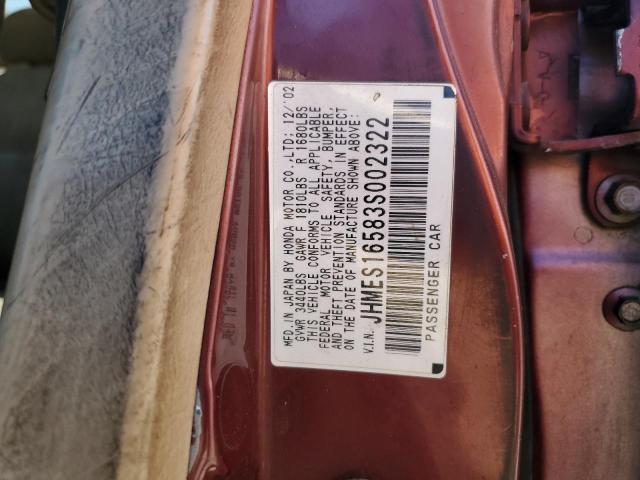 MFD. IN JAPAN BY HONDA MOTOR CO.,LTD: 12/'02
GVWR 3440LBS GAWR F 1810LBS R 1680LBS
THIS VEHICLE CONFORMS TO ALL APPLICABLE
FEDERAL MOTOR VEHICLE SAFETY, BUMPER,
AND THEFT PREVENTION STANDARDS IN EFFECT
ON THE DATE OF MANUFACTURE SHOWN ABOVE:
V.I.N. JHMES16583S002322
PASSENGER CAR